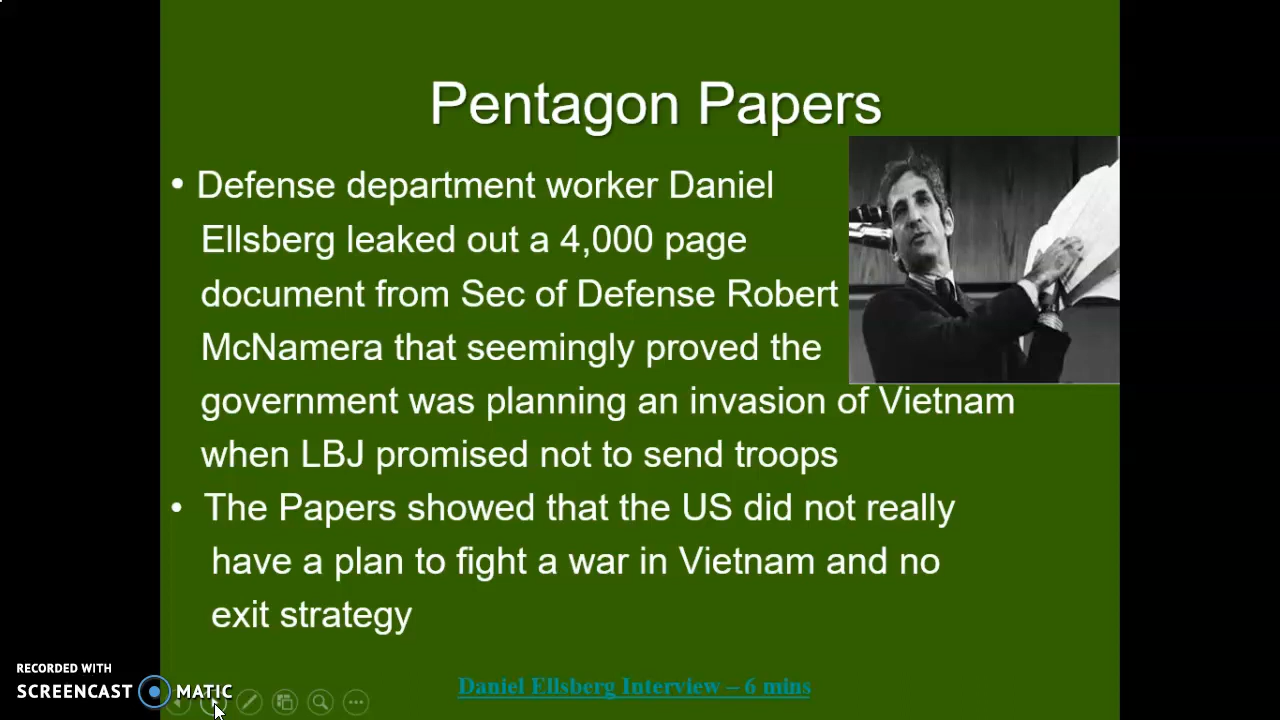 Pentagon Papers
• Defense department worker Daniel
Ellsberg leaked out a 4,000 page
document from Sec of Defense Robert
McNamera that seemingly proved the
government was planning an invasion of Vietnam
when LBJ promised not to send troops
• The Papers showed that the US did not really
have a plan to fight a war in Vietnam and no
exit strategy
Daniel Ellsberg Interview – 6 mins
RECORDED WITH
SCREENCAST MATIC